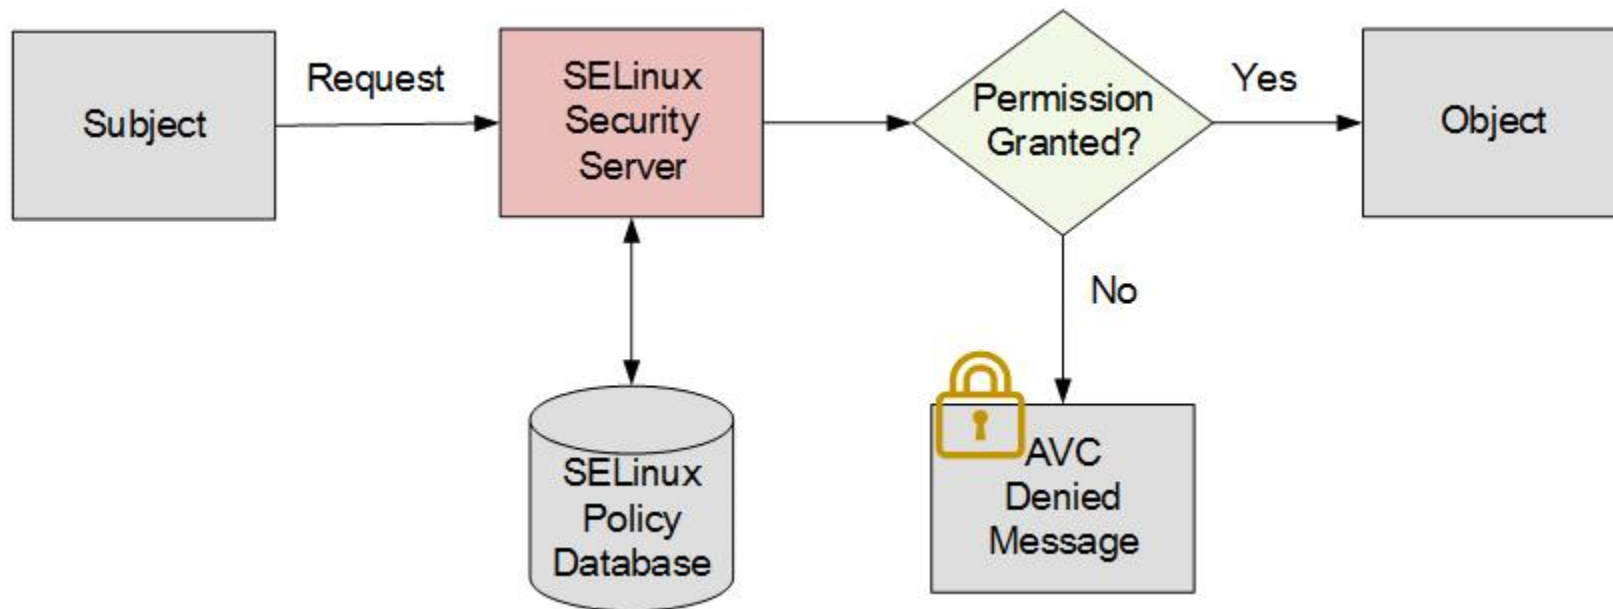 Subject
Request
SELinux
Security
Server
Permission
Granted?
Yes
Object
No
SELinux
Policy
Database
AVC
Denied
Message